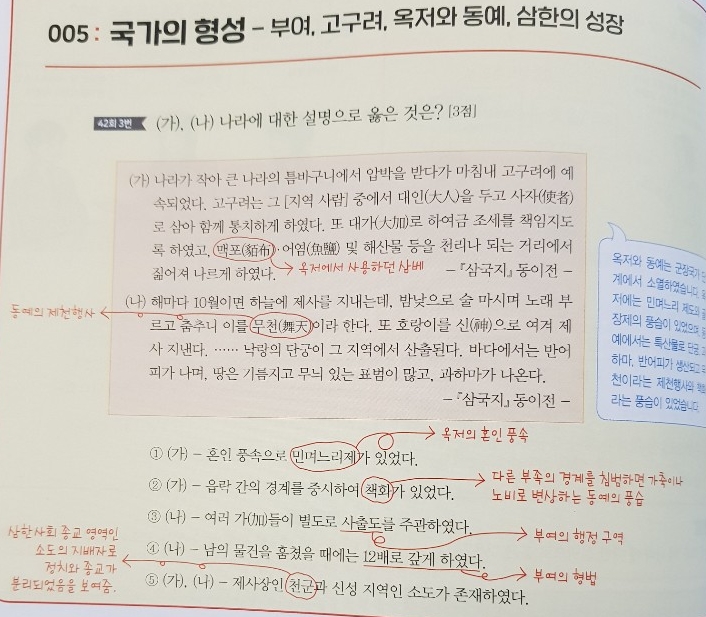 005: 국가의 형성 – 부여, 고구려, 옥저와 동예, 삼한의 성장
42회 3번 (가), (나) 나라에 대한 설명으로 옳은 것은? [3점]
(가) 나라가 작아 큰 나라의 틈바구니에서 압박을 받다가 마침내 고구려에 예
속되었다. 고구려는 그 [지역 사람] 중에서 대인(大人)을 두고 사자(使者)
로 삼아 함께 통치하게 하였다. 또 대가(大加)로 하여금 조세를 책임지도
록 하였고, 맥포(貊布)·어염(魚鹽) 및 해산물 등을 천리나 되는 거리에서
짊어져 나르게 하였다.
옥저에서 사용하던 삼베
– 『삼국지』 동이전 –
(나) 해마다 10월이면 하늘에 제사를 지내는데, 밤낮으로 술 마시며 노래 부
르고 춤추니 이를 무천(舞天)이라 한다. 또 호랑이를 신(神)으로 여겨 제
사 지낸다. …… 낙랑의 단궁이 그 지역에서 산출된다. 바다에서는 반어
피가 나며, 땅은 기름지고 무늬 있는 표범이 많고, 과하마가 나온다.
– 『삼국지』 동이전 –
동예의 제천행사
옥저와 동예는 군장국가
계에서 소멸하였습니다.
저에는 민며느리 제도와
장제의 풍습이 있었으며,
예에서는 특산물로 단궁,
하마, 반어피가 생산되고
천이라는 제천행사와 책화
라는 풍습이 있었습니다.
옥저의 혼인 풍속
① (가) – 혼인 풍속으로 민며느리제가 있었다.
② (가) – 읍락 간의 경계를 중시하여 책화가 있었다.
다른 부족의 경계를 침범하면 가축이나
노비로 변상하는 동예의 풍습
③ (나) – 여러 가(加)들이 별도로 사출도를 주관하였다.
부여의 행정 구역
④ (나) – 남의 물건을 훔쳤을 때에는 12배로 갚게 하였다.
부여의 형법
⑤ (가), (나) – 제사장인 천군과 신성 지역인 소도가 존재하였다.
삼한사회 종교 영역인
소도의 지배자로
정치와 종교가
분리되었음을 보여줌.